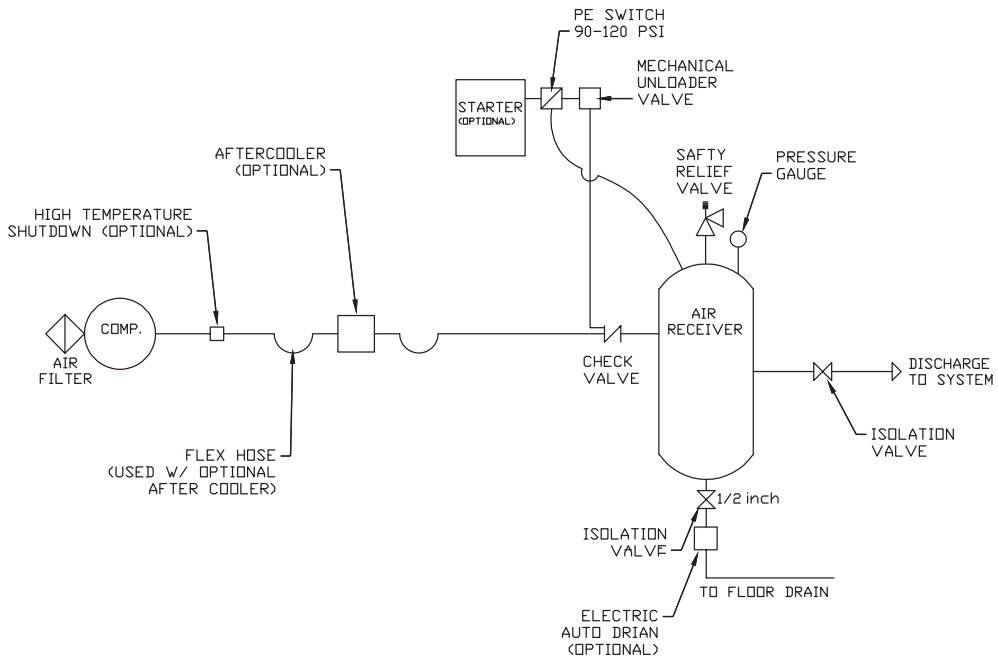 PE SWITCH
90-120 PSI
MECHANICAL
UNLOADER
VALVE
STARTER
(OPTIONAL)
AFTERCOOLER
(OPTIONAL)
SAFTY
RELIEF
VALVE
PRESSURE
GAUGE
HIGH TEMPERATURE
SHUTDOWN (OPTIONAL)
COMP.
AIR
FILTER
AIR
RECEIVER
CHECK
VALVE
DISCHARGE
TO SYSTEM
ISOLATION
VALVE
FLEX HOSE
(USED W/ OPTIONAL
AFTER COOLER)
1/2 inch
ISOLATION
VALVE
TO FLOOR DRAIN
ELECTRIC
AUTO DRIAN
(OPTIONAL)